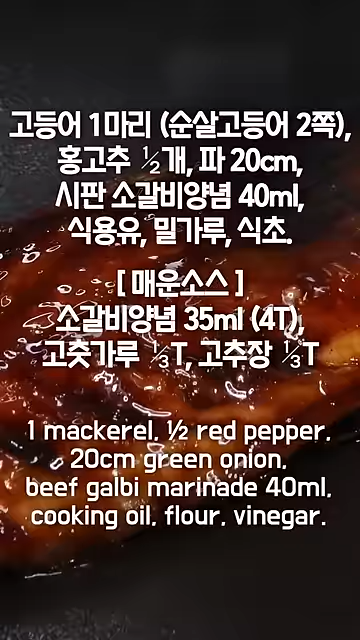 고등어 1마리 (순살고등어 2쪽),
홍고추 ½개, 파 20cm,
시판 소갈비양념 40ml,
식용유, 밀가루, 식초.
[ 매운소스 ]
소갈비양념 35ml (4T),
고춧가루 ⅓T, 고추장 ⅓T
1 mackerel, ½ red pepper,
20cm green onion,
beef galbi marinade 40ml,
cooking oil, flour, vinegar.